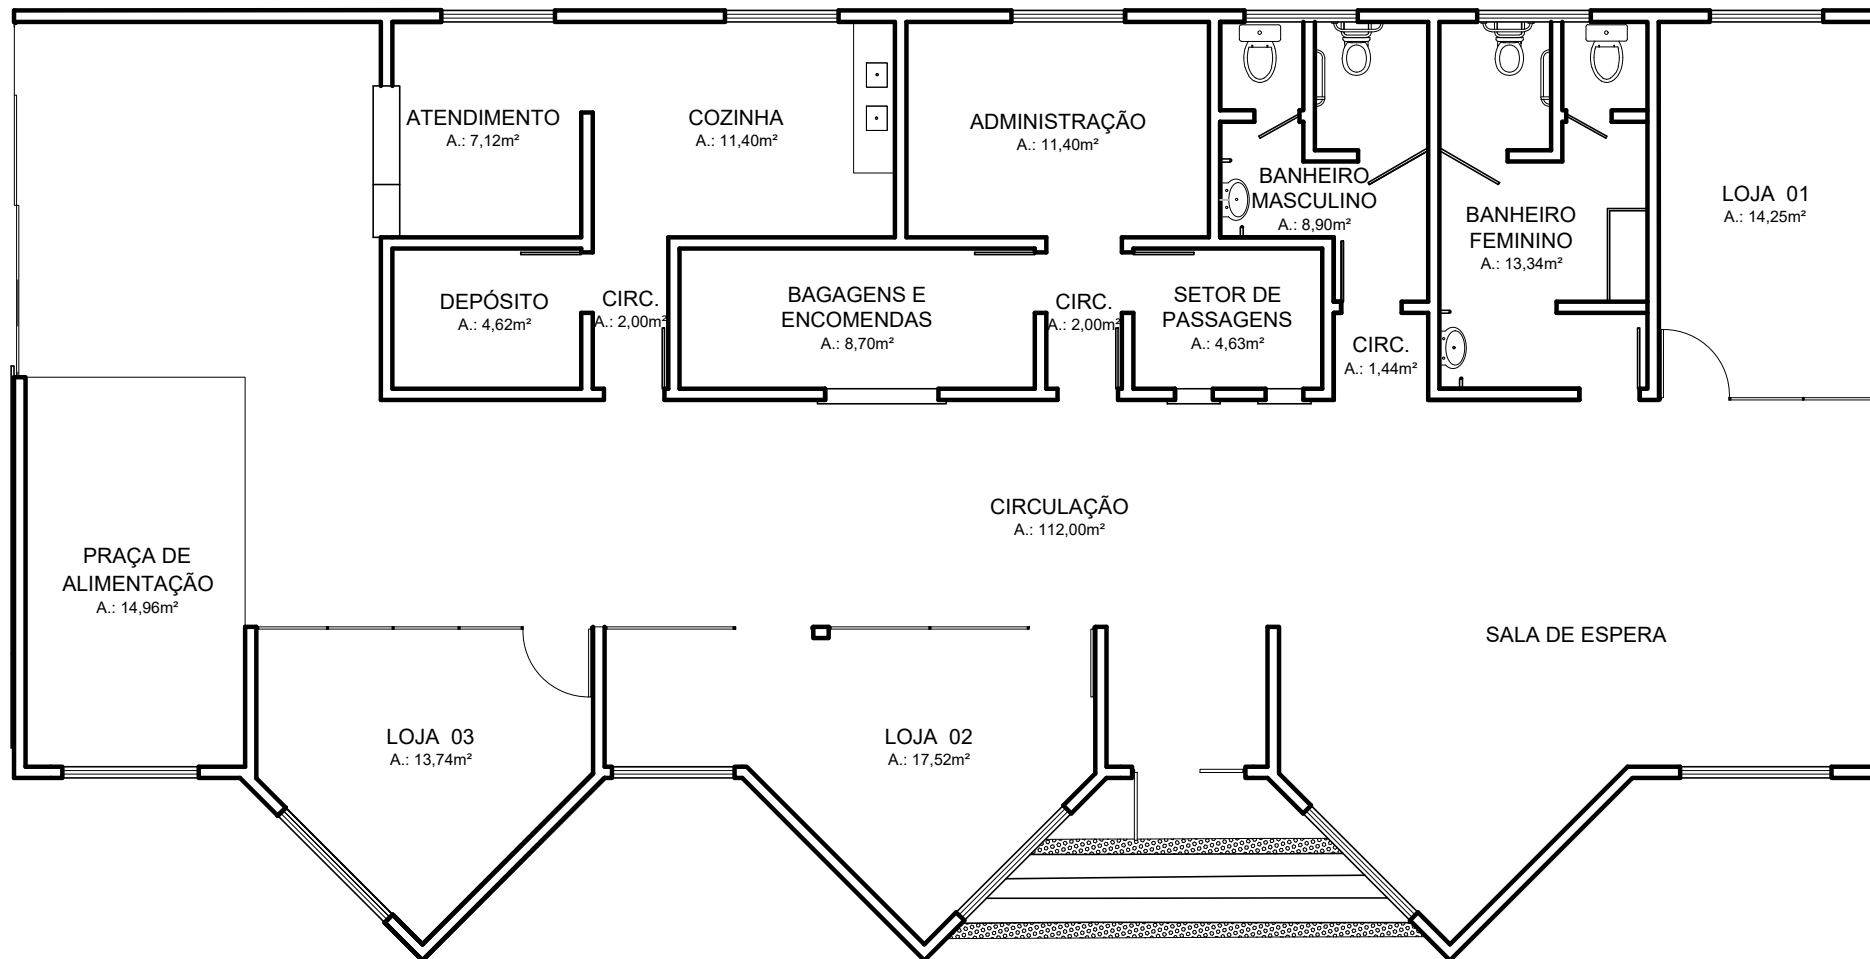 ATENDIMENTO
A.: 7,12m²
COZINHA
A.: 11,40m²
ADMINISTRAÇÃO
A.: 11,40m²
BANHEIRO
MASCULINO
A.: 8,90m²
BANHEIRO
FEMININO
A.: 13,34m²
LOJA 01
A.: 14,25m²
DEPÓSITO
A.: 4,62m²
CIRC.
A.: 2,00m²
BAGAGENS E
ENCOMENDAS
A.: 8,70m²
CIRC.
A.: 2,00m²
SETOR DE
PASSAGENS
A.: 4,63m²
CIRC.
A.: 1,44m²
CIRCULAÇÃO
A.: 112,00m²
PRAÇA DE
ALIMENTAÇÃO
A.: 14,96m²
SALA DE ESPERA
LOJA 03
A.: 13,74m²
LOJA 02
A.: 17,52m²